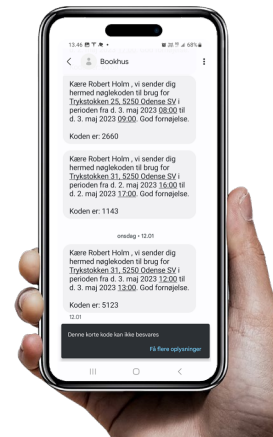 13.46
68%
Bookhus
Kære Robert Holm , vi sender dig
hermed nøglekoden til brug for
Trykstokken 25, 5250 Odense SV i
perioden fra d. 3. maj 2023 08:00 til
d. 3. maj 2023 09:00. God fornøjelse.
Koden er: 2660
Kære Robert Holm , vi sender dig
hermed nøglekoden til brug for
Trykstokken 31, 5250 Odense SV i
perioden fra d. 2. maj 2023 16:00 til
d. 2. maj 2023 17:00. God fornøjelse.
Koden er: 1143
onsdag • 12.01
Kære Robert Holm , vi sender dig
hermed nøglekoden til brug for
Trykstokken 31, 5250 Odense SV i
perioden fra d. 3. maj 2023 12:00 til
d. 3. maj 2023 13:00. God fornøjelse.
Koden er: 5123
12.01
Denne korte kode kan ikke besvares
Få flere oplysninger